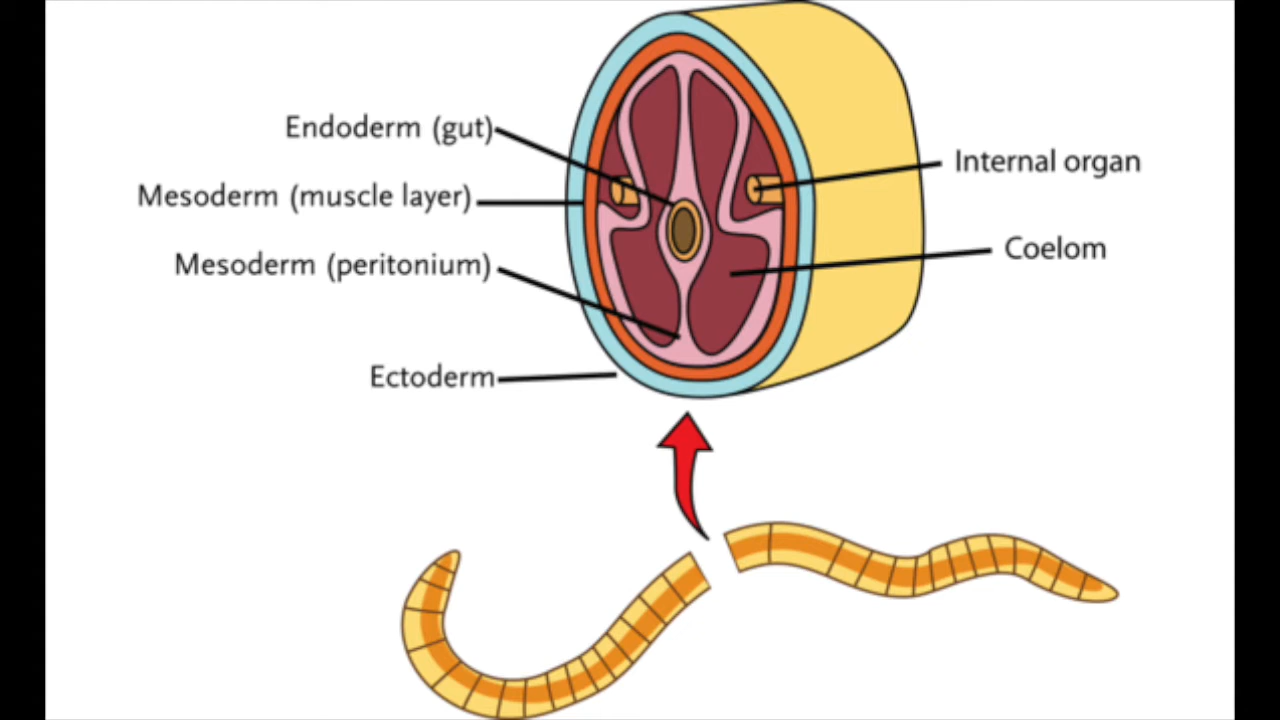 Endoderm (gut)
Mesoderm (muscle layer)
Mesoderm (peritonium)
Ectoderm
Internal organ
Coelom